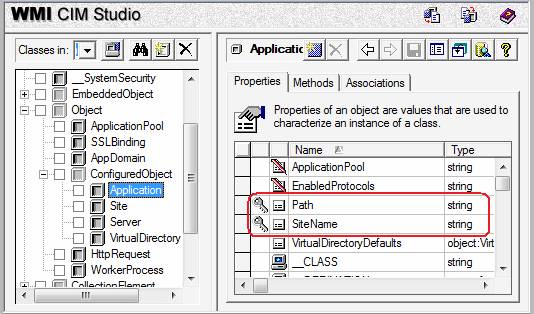 WMI CIM Studio
Classes in:
__SystemSecurity
EmbeddedObject
Object
ApplicationPool
SSLBinding
AppDomain
ConfiguredObject
Application
Site
Server
VirtualDirectory
HttpRequest
WorkerProcess
CollectionElement
Applicatic
Properties Methods Associations
Properties of an object are values that are used to
characterize an instance of a class.
Name Type
ApplicationPool string
EnabledProtocols string
Path string
SiteName string
VirtualDirectoryDefaults object:Virt
__CLASS string